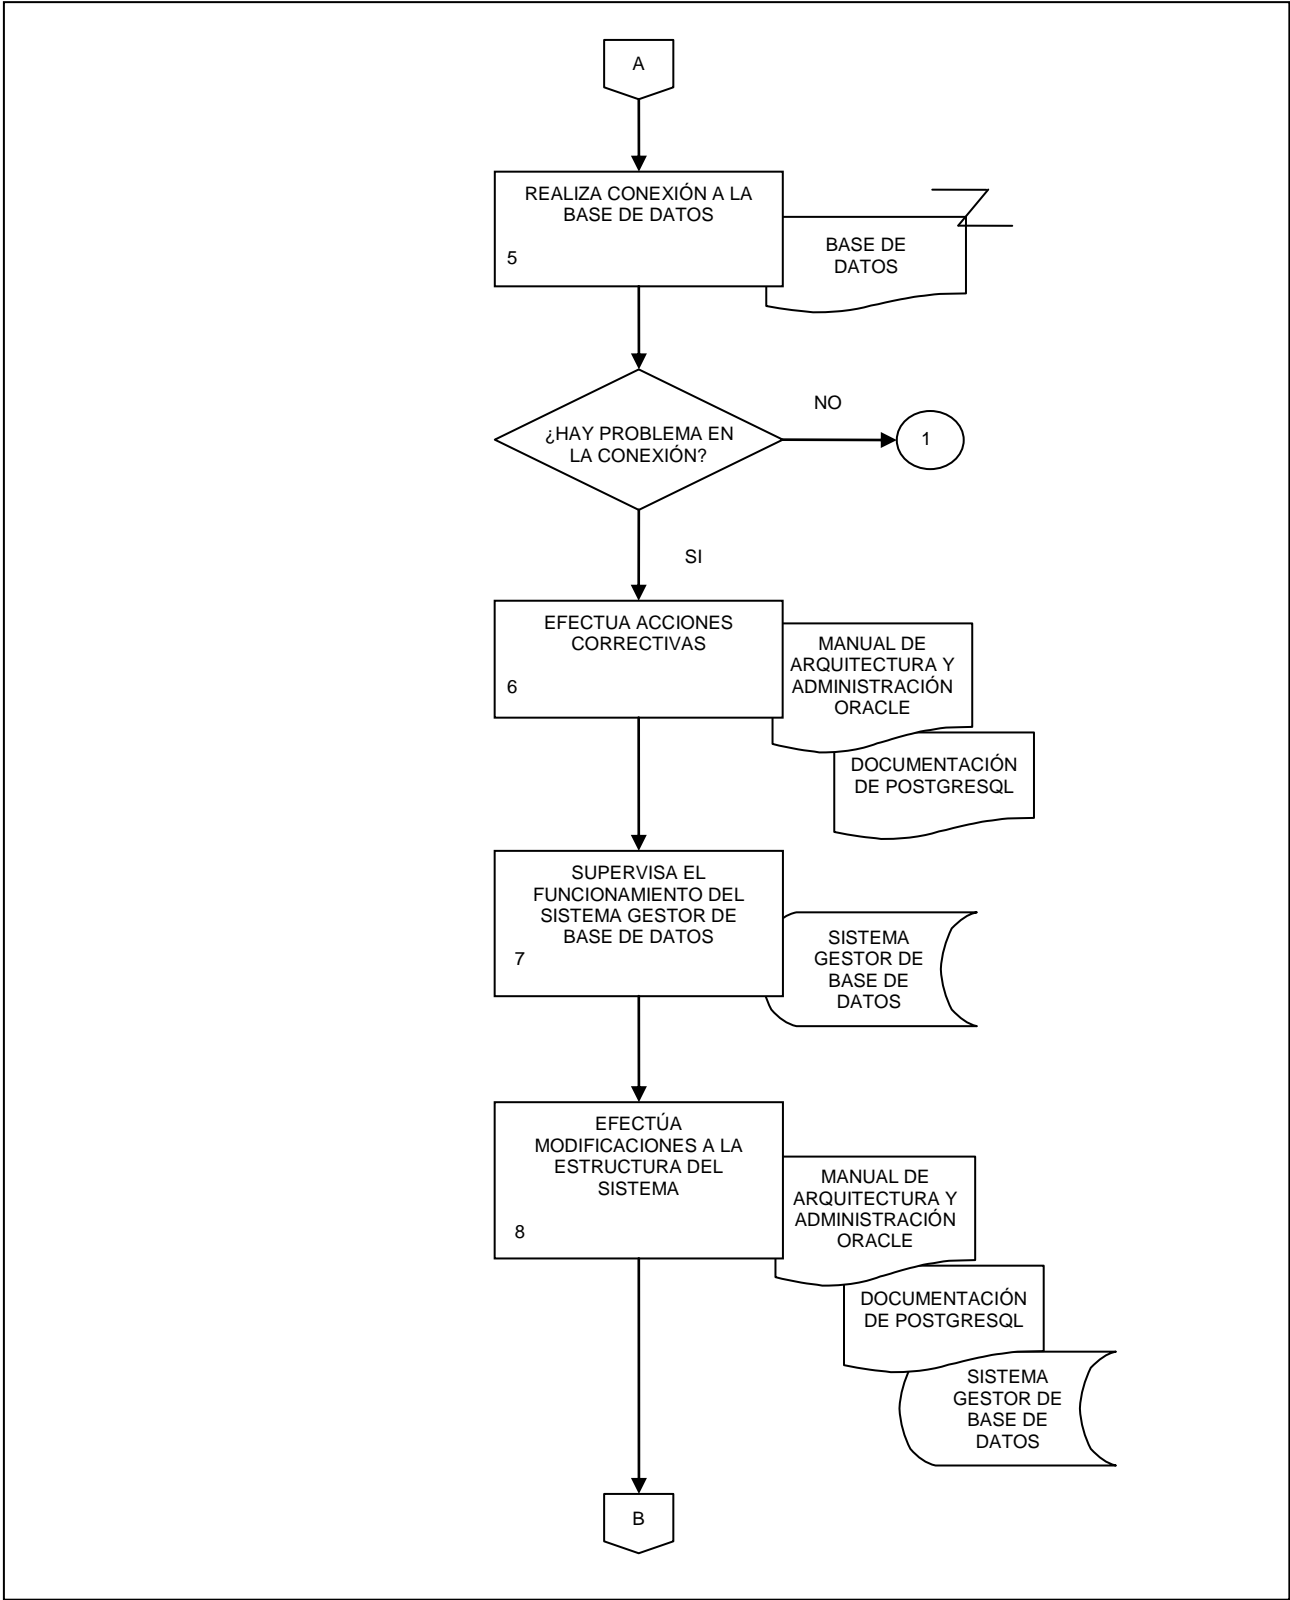 A
REALIZA CONEXIÓN A LA
BASE DE DATOS
5
BASE DE
DATOS
¿HAY PROBLEMA EN
LA CONEXIÓN?
NO
1
SI
EFECTUA ACCIONES
CORRECTIVAS
6
MANUAL DE
ARQUITECTURA Y
ADMINISTRACIÓN
ORACLE
DOCUMENTACIÓN
DE POSTGRESQL
SUPERVISA EL
FUNCIONAMIENTO DEL
SISTEMA GESTOR DE
BASE DE DATOS
7
SISTEMA
GESTOR DE
BASE DE
DATOS
EFECTÚA
MODIFICACIONES A LA
ESTRUCTURA DEL
SISTEMA
8
MANUAL DE
ARQUITECTURA Y
ADMINISTRACIÓN
ORACLE
DOCUMENTACIÓN
DE POSTGRESQL
SISTEMA
GESTOR DE
BASE DE
DATOS
B